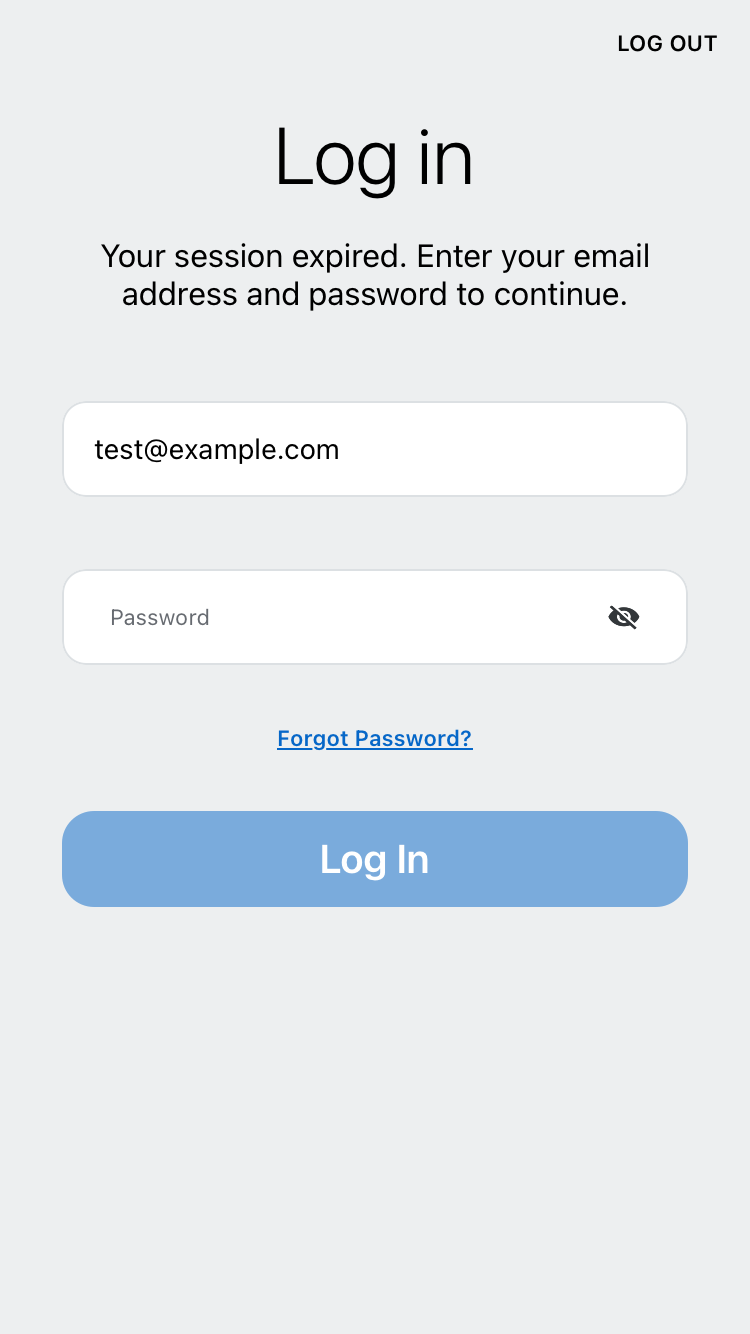 LOG OUT
Log in
Your session expired. Enter your email
address and password to continue.
test@example.com
Password
Forgot Password?
Log In